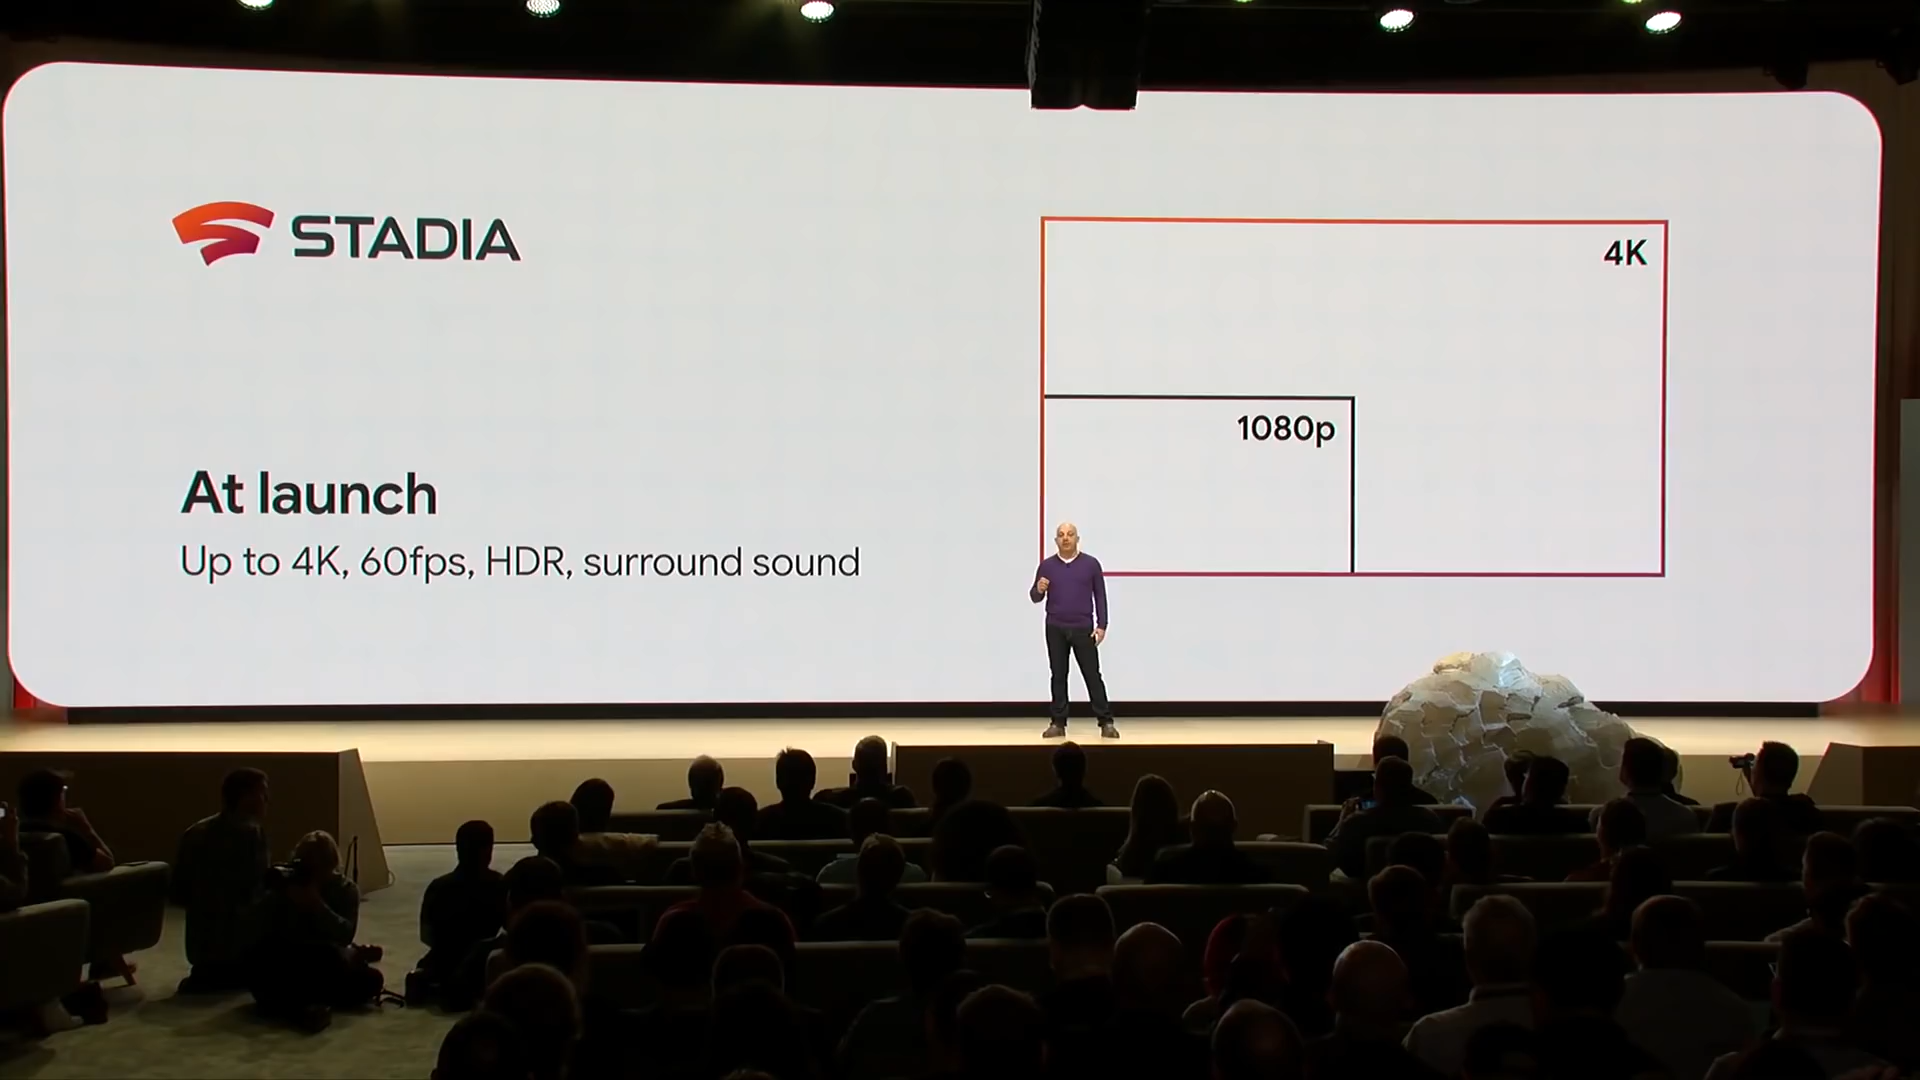 STADIA
4K
1080p
At launch
Up to 4K, 60fps, HDR, surround sound